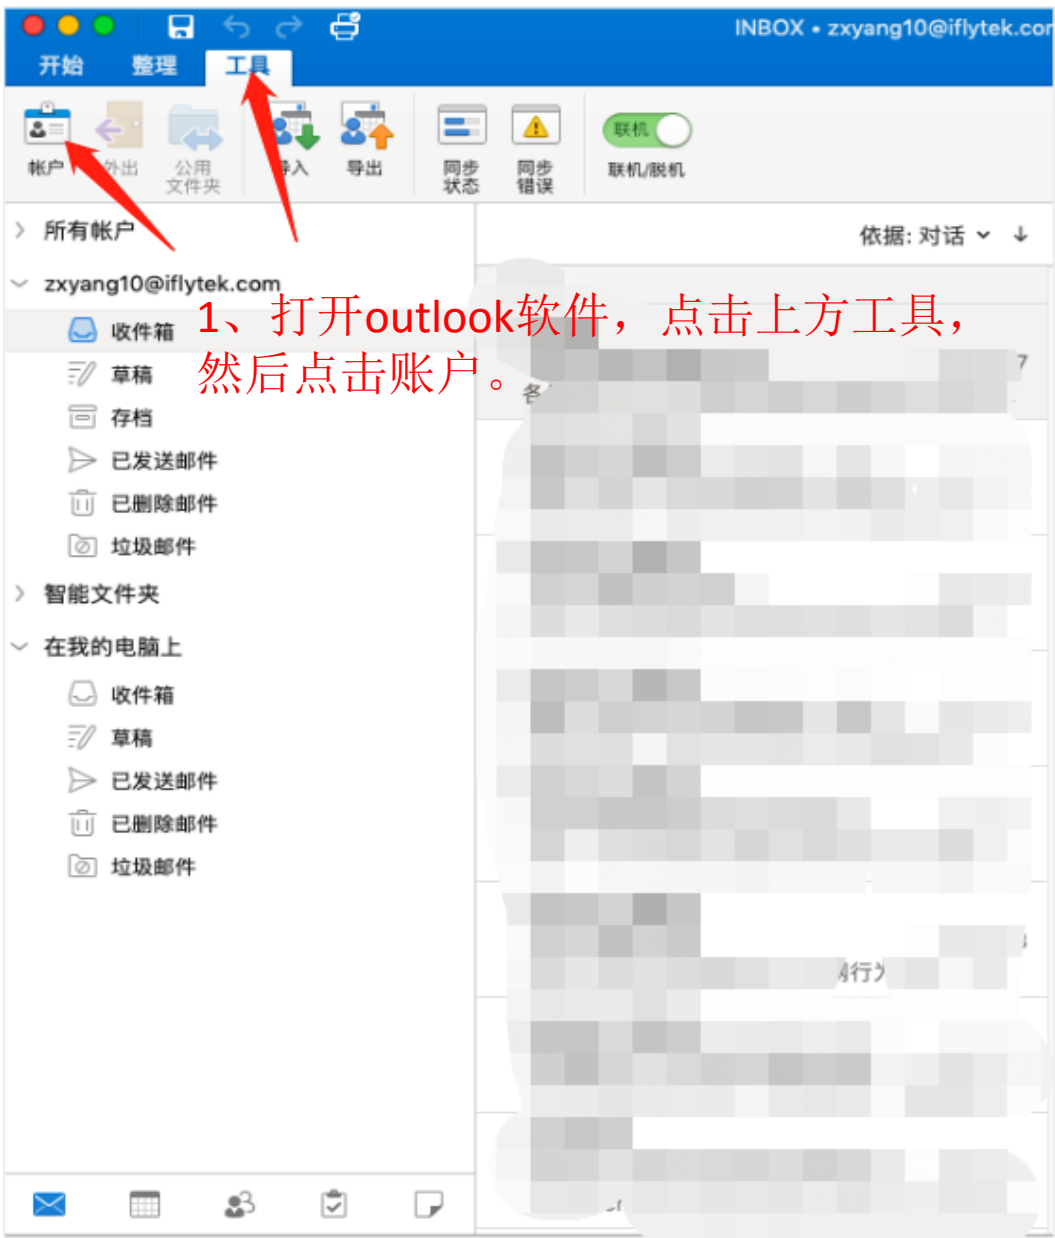 INBOX • zxyang10@iflytek.com
开始 整理 工具
帐户 外出 公用文件夹 导入 导出 同步状态 同步错误 联机 联机/脱机
所有帐户
依据: 对话
zxyang10@iflytek.com
1、打开outlook软件，点击上方工具，
然后点击账户。
收件箱
草稿
存档
已发送邮件
已删除邮件
垃圾邮件
智能文件夹
在我的电脑上
收件箱
草稿
已发送邮件
已删除邮件
垃圾邮件